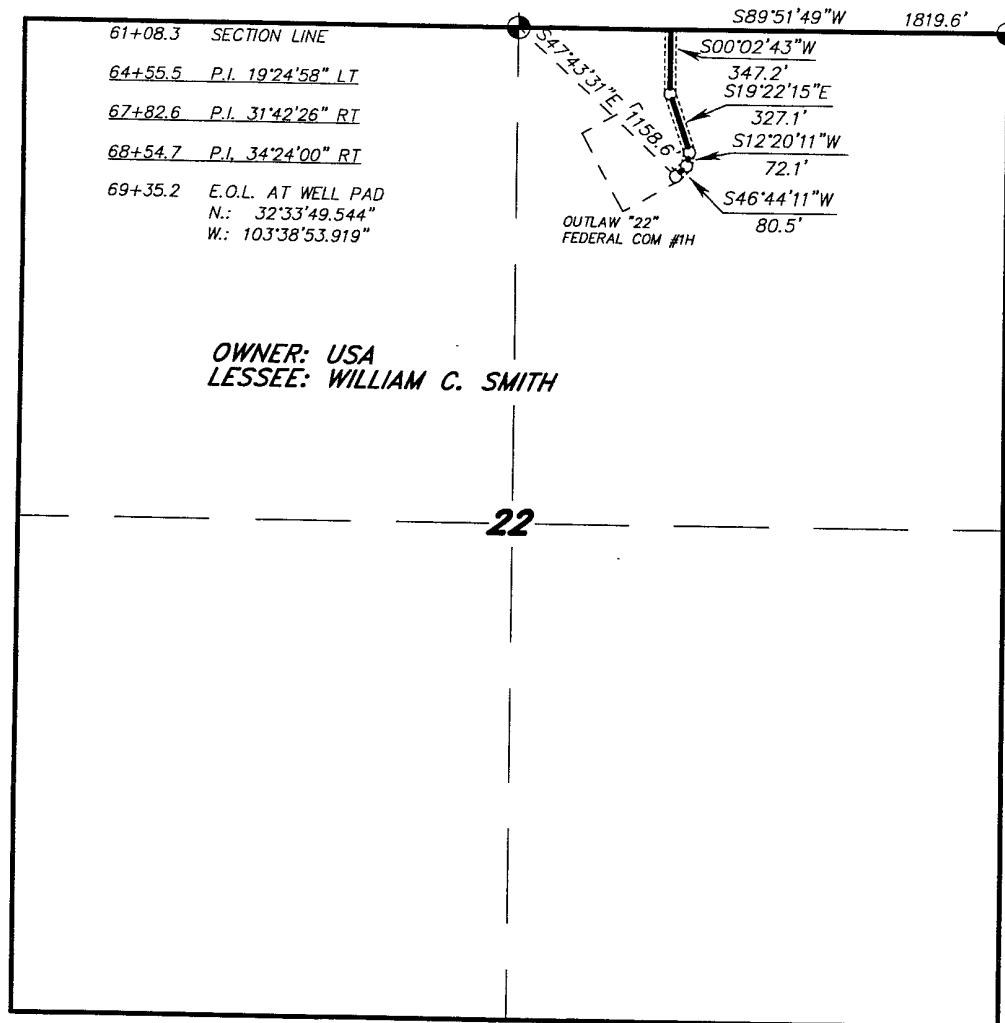 S89°51'49"W 1819.6'
61+08.3 SECTION LINE
64+55.5 P.I. 19°24'58" LT
67+82.6 P.I. 31°42'26" RT
68+54.7 P.I. 34°24'00" RT
69+35.2 E.O.L. AT WELL PAD
N.: 32°33'49.544"
W.: 103°38'53.919"
S47°43'31"E 1158.6'
S00°02'43"W
347.2'
S19°22'15"E
327.1'
S12°20'11"W
72.1'
S46°44'11"W
80.5'
OUTLAW "22"
FEDERAL COM #1H
OWNER: USA
LESSEE: WILLIAM C. SMITH
22